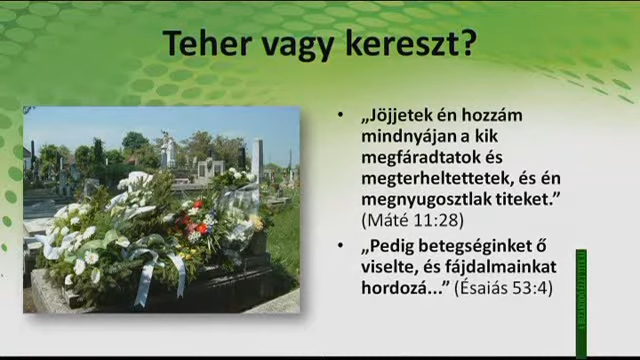 Teher vagy kereszt?
• „Jöjjetek én hozzám
mindnyájan a kik
megfáradtatok és
megterheltettetek, és én
megnyugosztlak titeket.”
(Máté 11:28)
• „Pedig betegséginket ő
viselte, és fájdalmainkat
hordozá...” (Ésaiás 53:4)